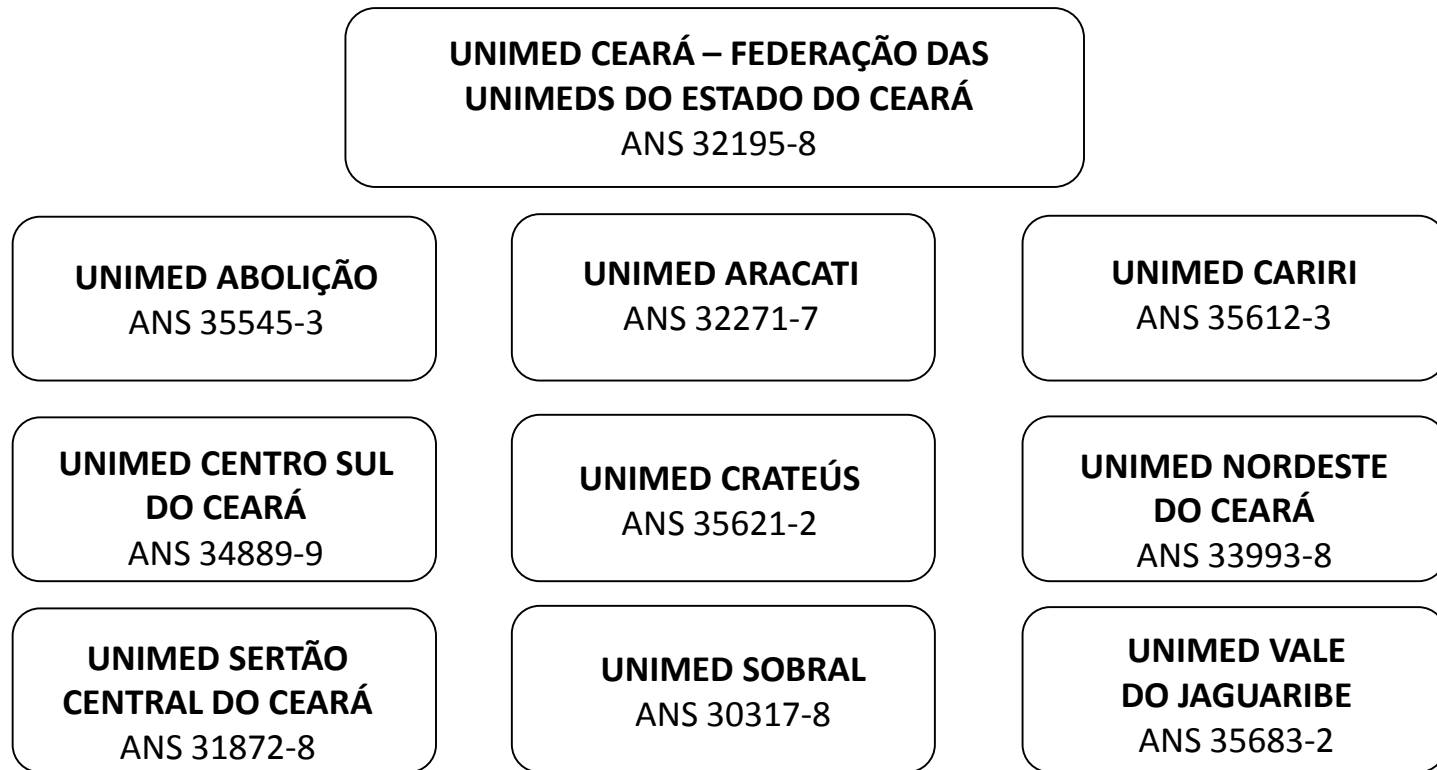 UNIMED CEARÁ – FEDERAÇÃO DAS
UNIMEDS DO ESTADO DO CEARÁ
ANS 32195-8
UNIMED ABOLIÇÃO
ANS 35545-3
UNIMED ARACATI
ANS 32271-7
UNIMED CARIRI
ANS 35612-3
UNIMED CENTRO SUL
DO CEARÁ
ANS 34889-9
UNIMED CRATEÚS
ANS 35621-2
UNIMED NORDESTE
DO CEARÁ
ANS 33993-8
UNIMED SERTÃO
CENTRAL DO CEARÁ
ANS 31872-8
UNIMED SOBRAL
ANS 30317-8
UNIMED VALE
DO JAGUARIBE
ANS 35683-2